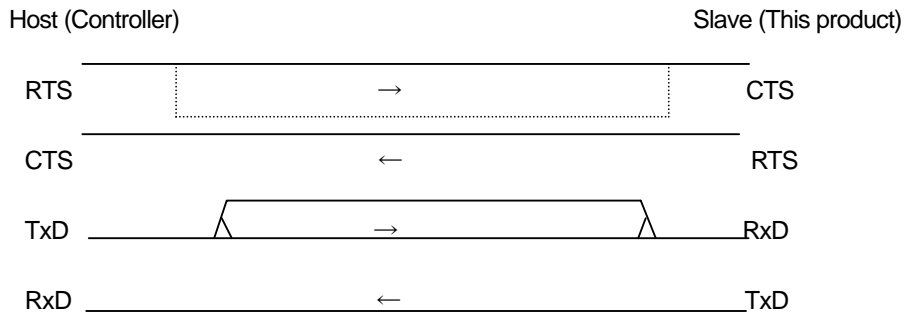 Host (Controller) Slave (This product)
RTS → CTS
CTS ← RTS
TxD → RxD
RxD ← TxD